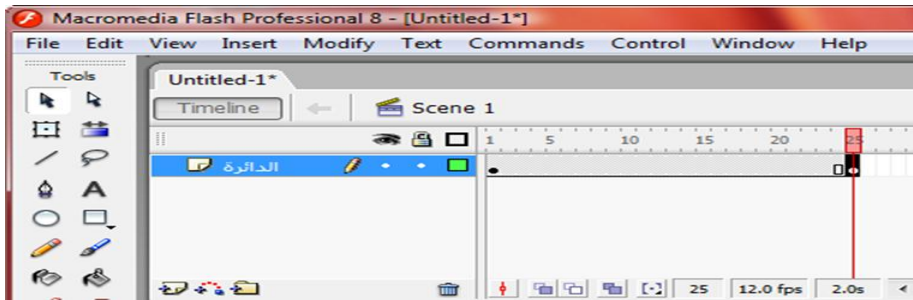 Macromedia Flash Professional 8 - [Untitled-1*]
File Edit View Insert Modify Text Commands Control Window Help
Tools
Untitled-1*
Timeline Scene 1
1 5 10 15 20 25
الدائرة
A
25 12.0 fps 2.0s